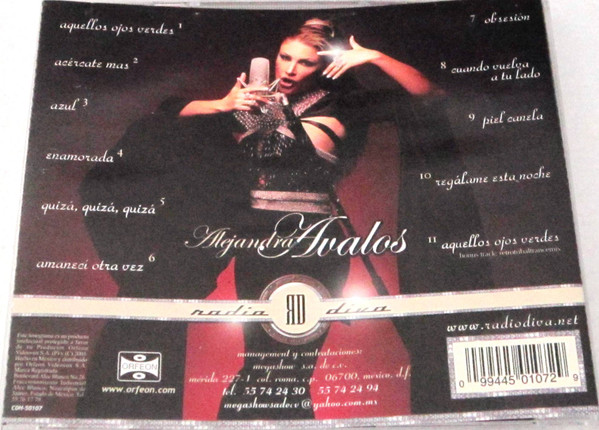 aquellos ojos verdes 1
acércate mas 2
azul 3
enamorada 4
quizá, quizá, quizá 5
amanecí otra vez 6
7 obsesión
8 cuando vuelva
a tu lado
9 piel canela
10 regálame esta noche
11 aquellos ojos verdes
bonus track:
Alejandra Avalos
radio RD diva
www.radiodiva.net
management y contrataciones:
megashow s.a. de c.v.
mérida 227-1 col. roma, c.p. 06700, méxico, d.f.
tel. 55 74 24 30 55 74 24 94
megashowsadecv@yahoo.com.mx
ORFEON
www.orfeon.com
CDM-50107
0 99445 01072 9